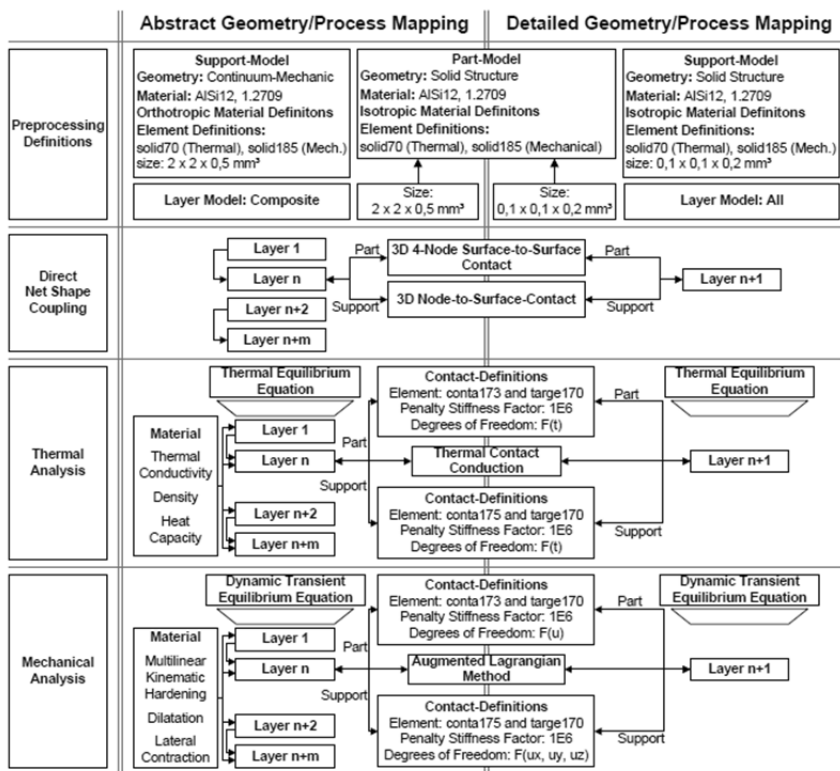 Abstract Geometry/Process Mapping
Detailed Geometry/Process Mapping
Preprocessing
Definitions
Support-Model
Geometry: Continuum-Mechanic
Material: AlSi12, 1.2709
Orthotropic Material Definitons
Element Definitions:
solid70 (Thermal), solid185 (Mech.)
size: 2 x 2 x 0,5 mm³
Layer Model: Composite
Part-Model
Geometry: Solid Structure
Material: AlSi12, 1.2709
Isotropic Material Definitons
Element Definitions:
solid70 (Thermal), solid185 (Mechanical)
Size:
2 x 2 x 0,5 mm³
Size:
0,1 x 0,1 x 0,2 mm³
Support-Model
Geometry: Solid Structure
Material: AlSi12, 1.2709
Isotropic Material Definitons
Element Definitions:
solid70 (Thermal), solid185 (Mech.)
size: 0,1 x 0,1 x 0,2 mm³
Layer Model: All
Direct
Net Shape
Coupling
Layer 1
Layer n
Layer n+2
Layer n+m
Part
Support
3D 4-Node Surface-to-Surface
Contact
3D Node-to-Surface-Contact
Part
Support
Layer n+1
Thermal
Analysis
Thermal Equilibrium
Equation
Material
Thermal
Conductivity
Density
Heat
Capacity
Layer 1
Layer n
Layer n+2
Layer n+m
Part
Support
Contact-Definitions
Element: conta173 and targe170
Penalty Stiffness Factor: 1E6
Degrees of Freedom: F(t)
Thermal Contact
Conduction
Contact-Definitions
Element: conta175 and targe170
Penalty Stiffness Factor: 1E6
Degrees of Freedom: F(t)
Part
Support
Thermal Equilibrium
Equation
Layer n+1
Mechanical
Analysis
Dynamic Transient
Equilibrium Equation
Material
Multilinear
Kinematic
Hardening
Dilatation
Lateral
Contraction
Layer 1
Layer n
Layer n+2
Layer n+m
Part
Support
Contact-Definitions
Element: conta173 and targe170
Penalty Stiffness Factor: 1E6
Degrees of Freedom: F(u)
Augmented Lagrangian
Method
Contact-Definitions
Element: conta175 and targe170
Penalty Stiffness Factor: 1E6
Degrees of Freedom: F(ux, uy, uz)
Part
Support
Dynamic Transient
Equilibrium Equation
Layer n+1